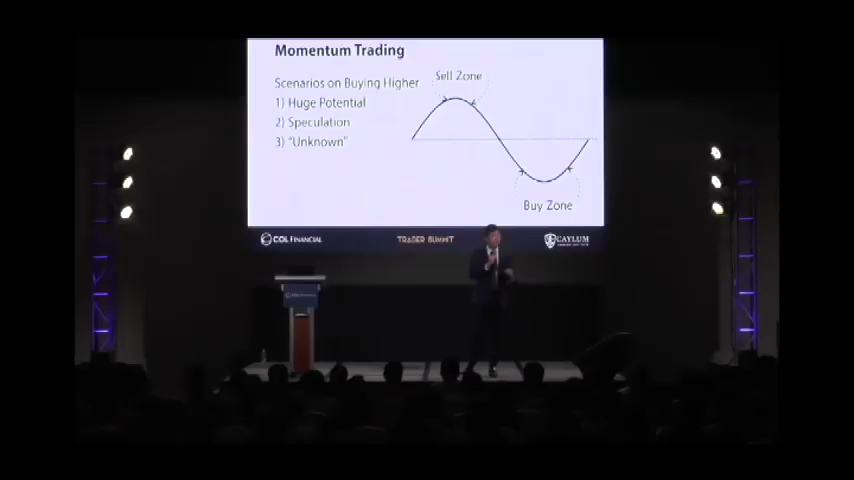 Momentum Trading
Scenarios on Buying Higher
1) Huge Potential
2) Speculation
3) "Unknown"
Sell Zone
Buy Zone
COL FINANCIAL
TRADER SUMMIT
CAYLUM